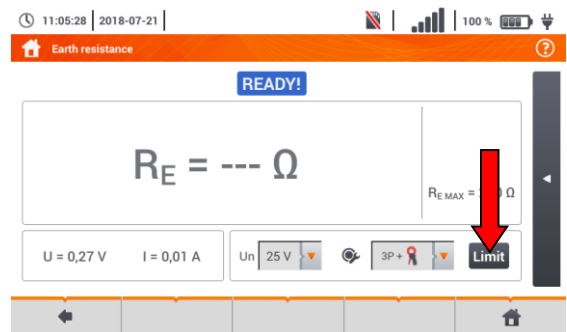 11:05:28 2018-07-21 100 %
Earth resistance ?
READY!
RE = --- Ω
RE MAX = 0 Ω
U = 0,27 V I = 0,01 A Un 25 V 3P + Limit